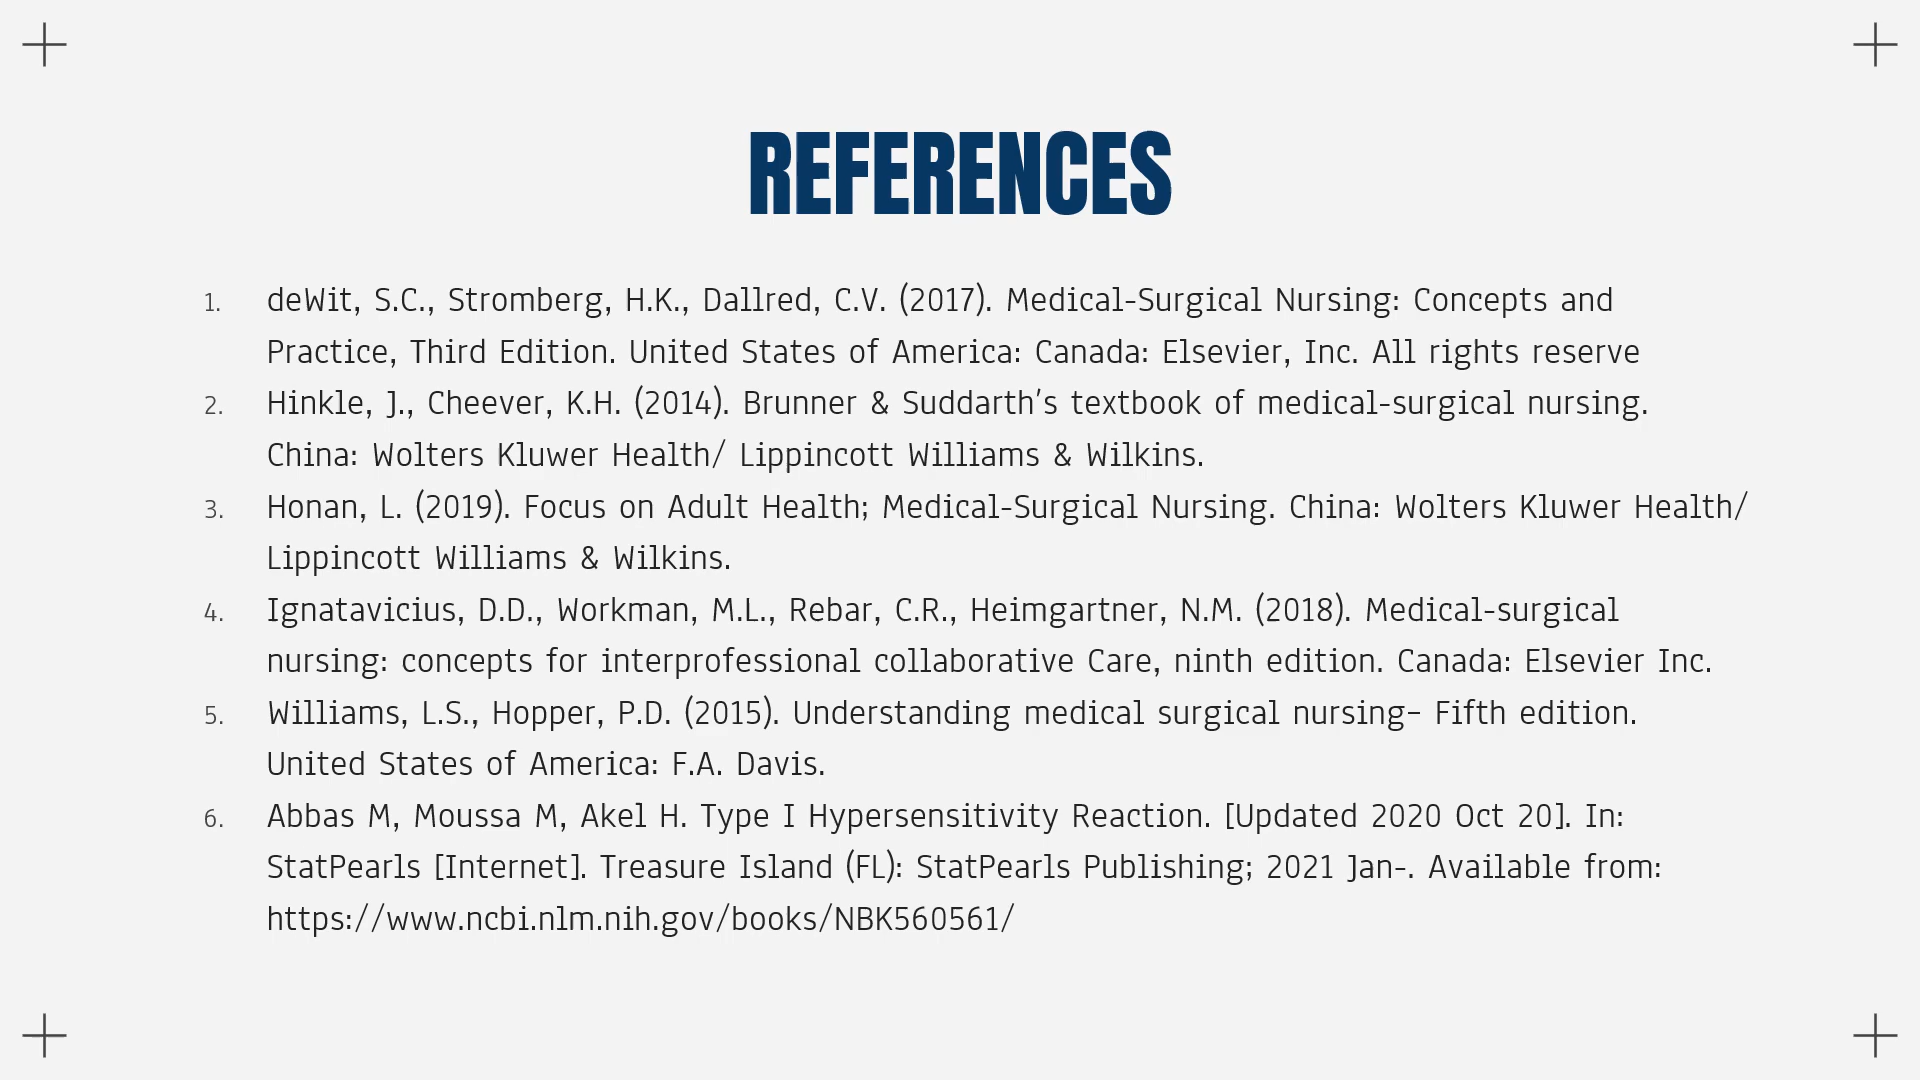 REFERENCES
1. deWit, S.C., Stromberg, H.K., Dallred, C.V. (2017). Medical-Surgical Nursing: Concepts and
Practice, Third Edition. United States of America: Canada: Elsevier, Inc. All rights reserve
2. Hinkle, J., Cheever, K.H. (2014). Brunner & Suddarth's textbook of medical-surgical nursing.
China: Wolters Kluwer Health/ Lippincott Williams & Wilkins.
3. Honan, L. (2019). Focus on Adult Health; Medical-Surgical Nursing. China: Wolters Kluwer Health/
Lippincott Williams & Wilkins.
4. Ignatavicius, D.D., Workman, M.L., Rebar, C.R., Heimgartner, N.M. (2018). Medical-surgical
nursing: concepts for interprofessional collaborative Care, ninth edition. Canada: Elsevier Inc.
5. Williams, L.S., Hopper, P.D. (2015). Understanding medical surgical nursing– Fifth edition.
United States of America: F.A. Davis.
6. Abbas M, Moussa M, Akel H. Type I Hypersensitivity Reaction. [Updated 2020 Oct 20]. In:
StatPearls [Internet]. Treasure Island (FL): StatPearls Publishing; 2021 Jan-. Available from:
https://www.ncbi.nlm.nih.gov/books/NBK560561/